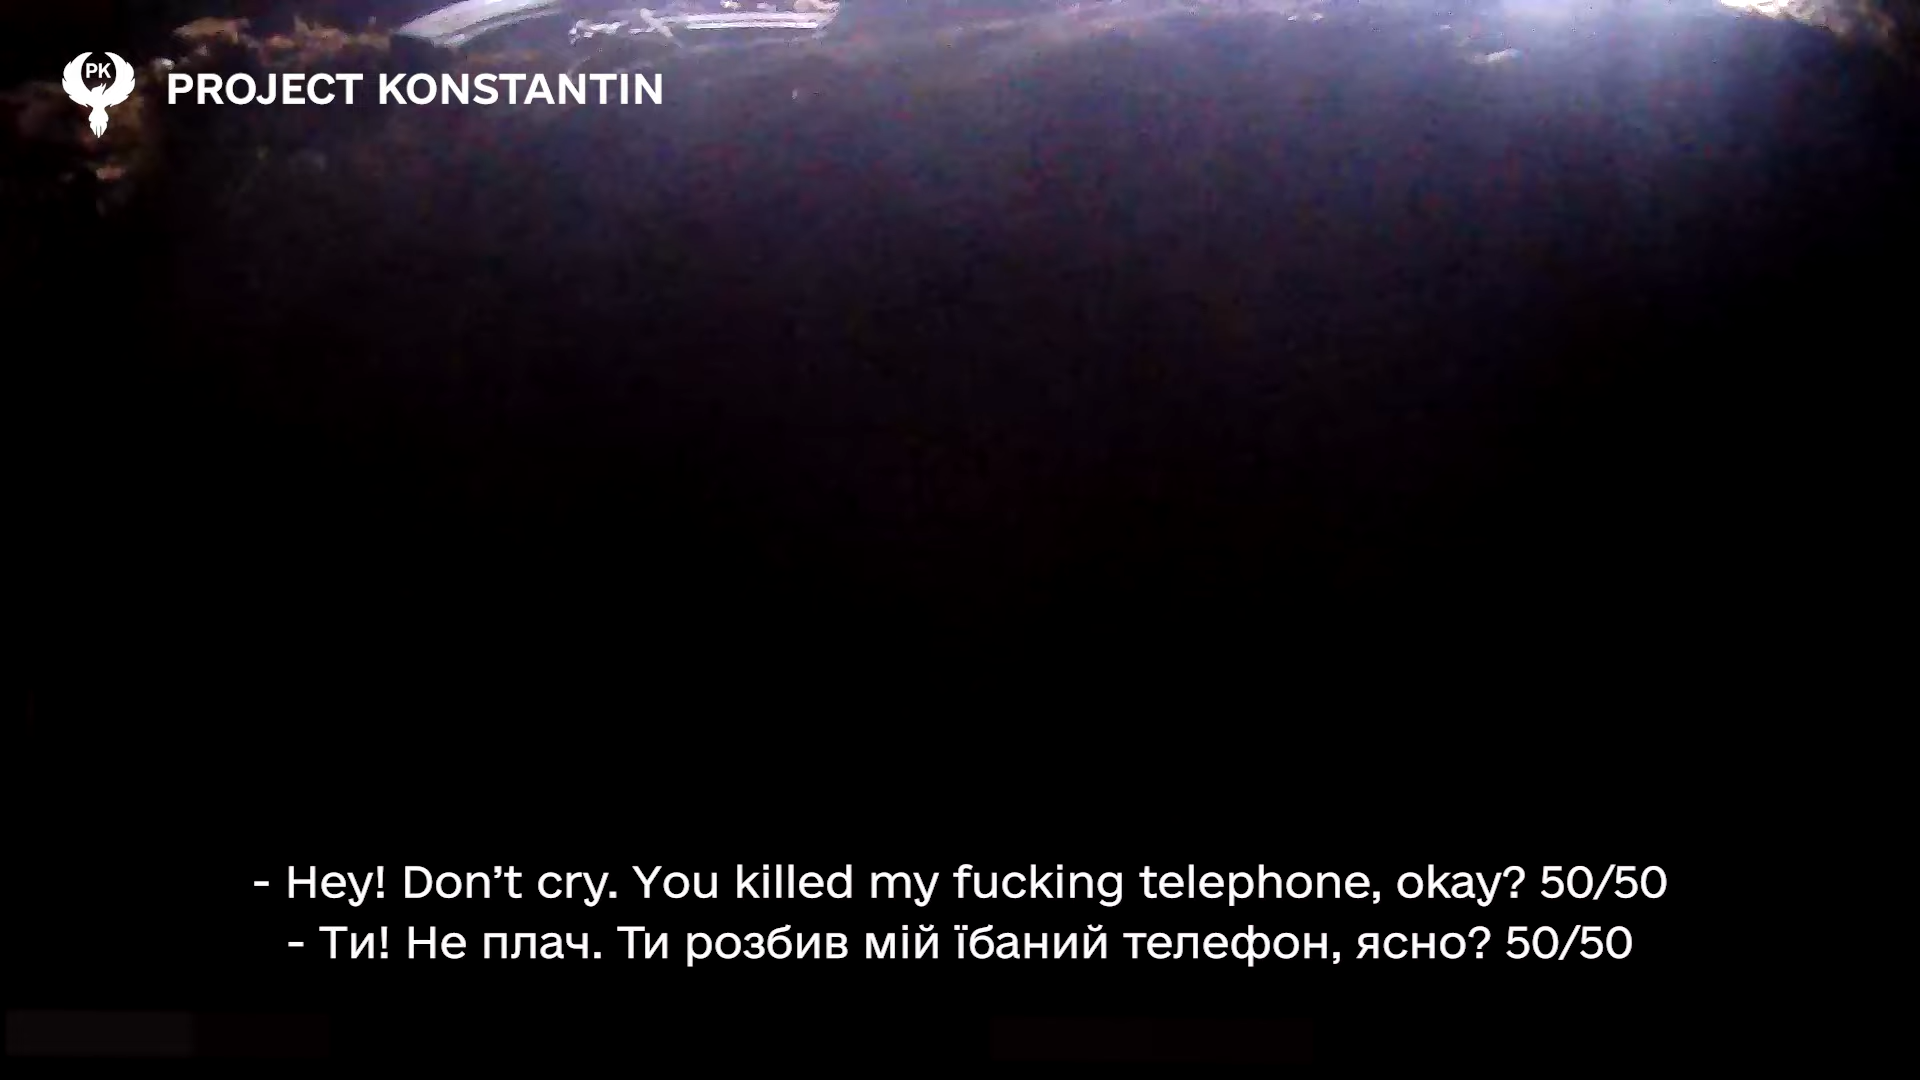 PK
PROJECT KONSTANTIN
- Hey! Don’t cry. You killed my fucking telephone, okay? 50/50
- Ти! Не плач. Ти розбив мій їбаний телефон, ясно? 50/50